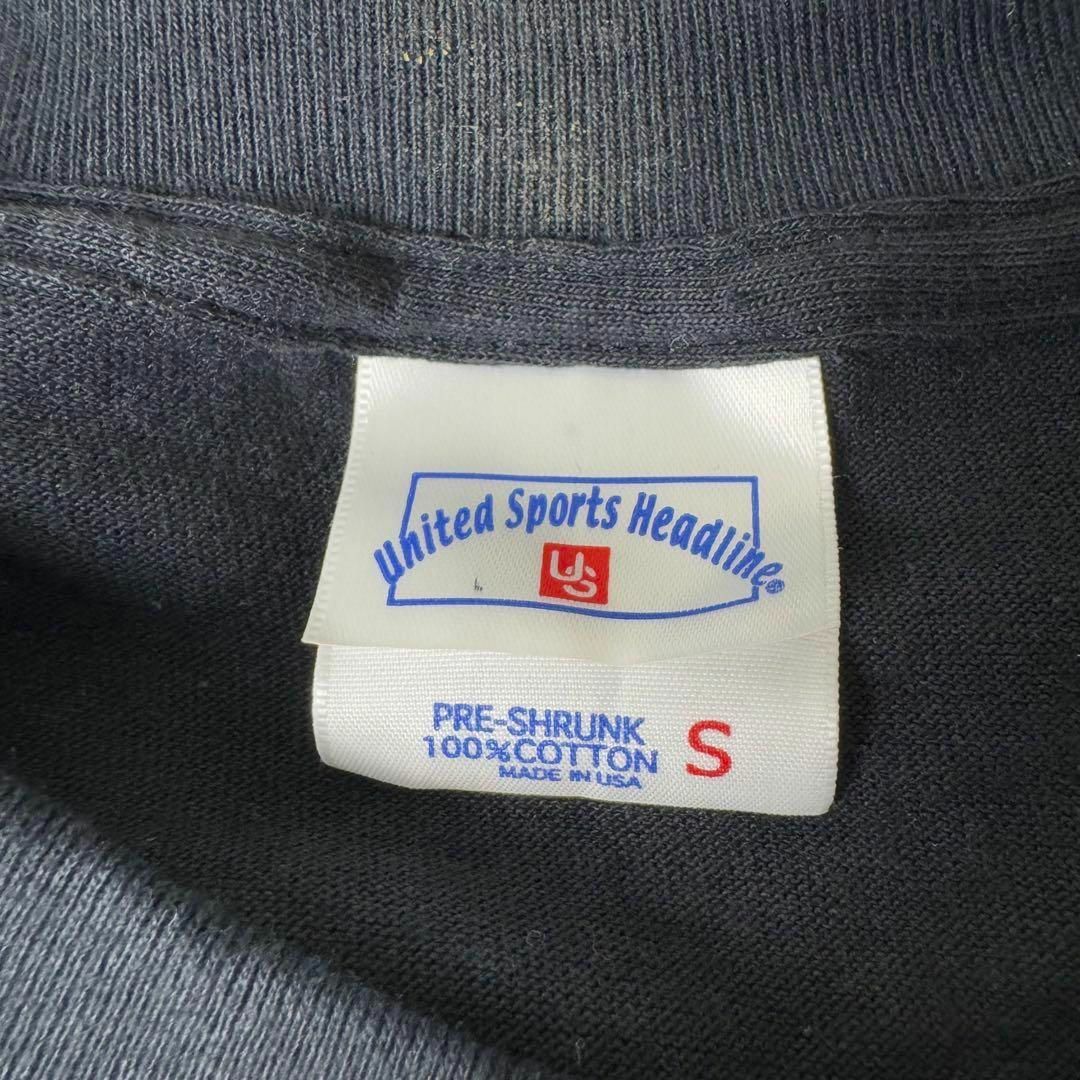 United Sports Headline®
US
PRE-SHRUNK
100%COTTON S
MADE IN USA